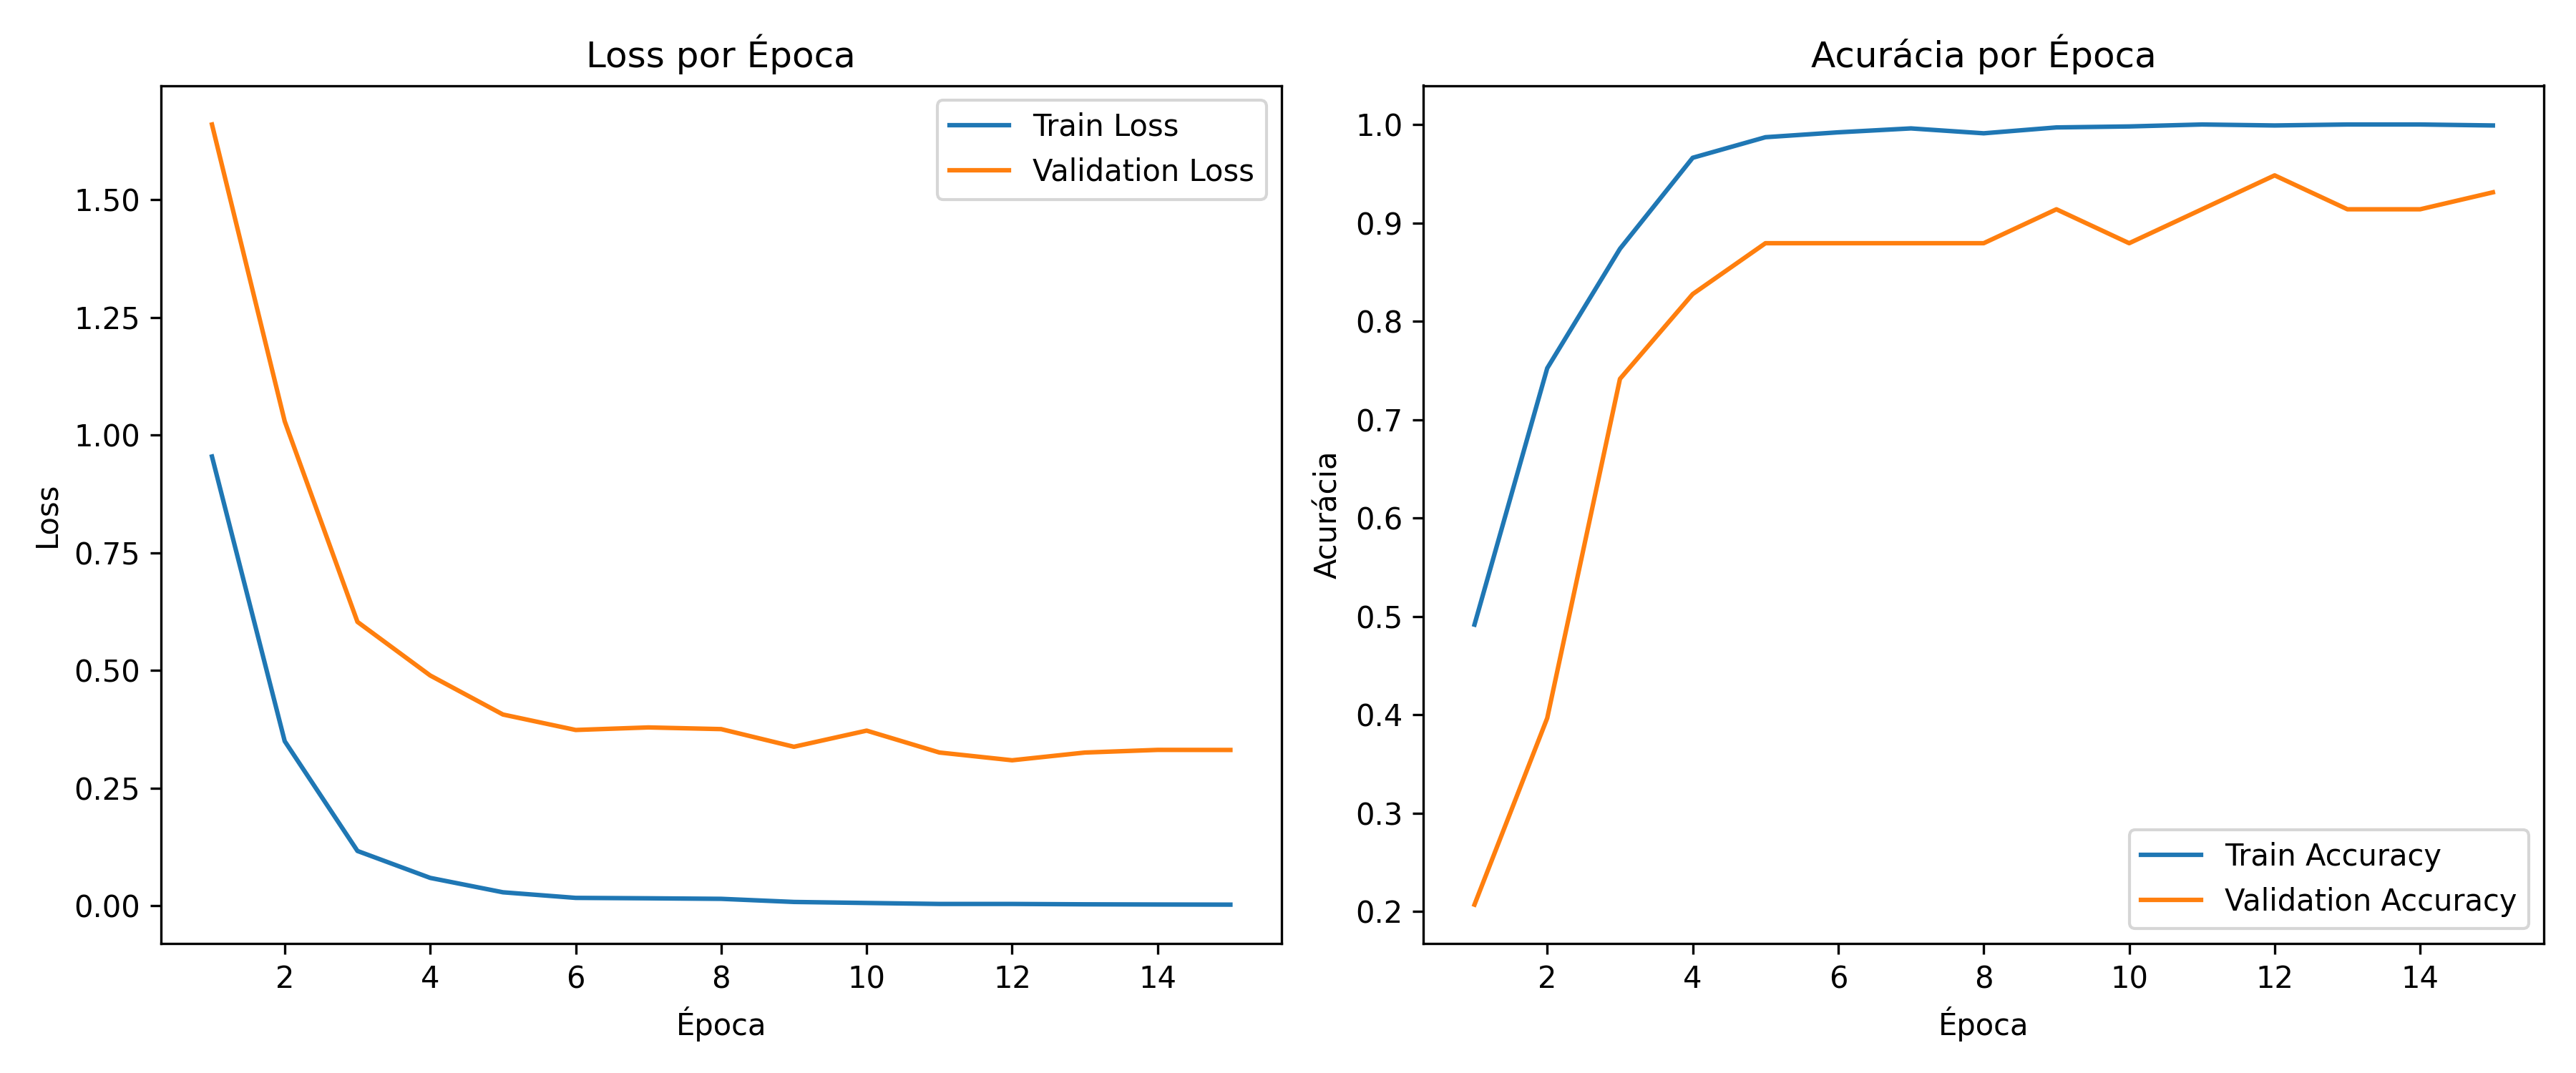 Loss por Época
Train Loss
Validation Loss
1.50
1.25
1.00
0.75
0.50
0.25
0.00
Loss
2 4 6 8 10 12 14
Época
Acurácia por Época
1.0
0.9
0.8
0.7
0.6
0.5
0.4
0.3
0.2
Acurácia
Train Accuracy
Validation Accuracy
2 4 6 8 10 12 14
Época